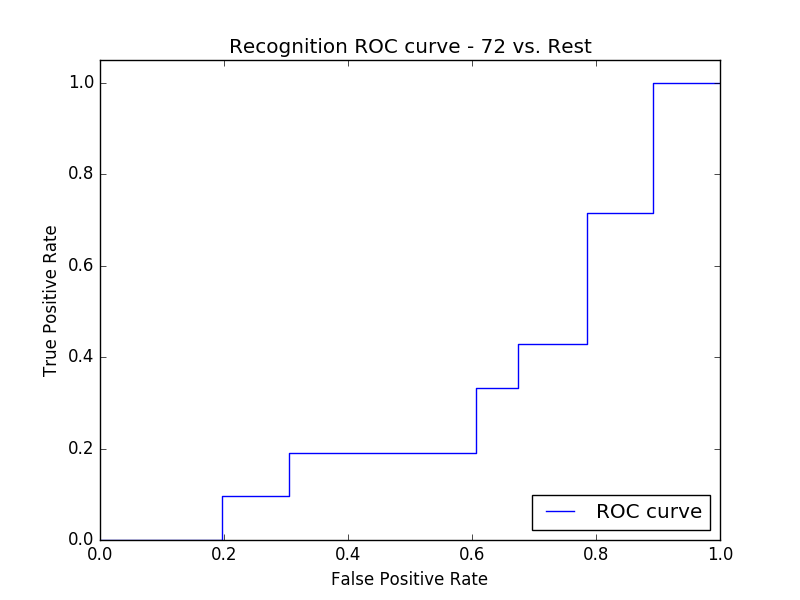 Recognition ROC curve - 72 vs. Rest
1.0
0.8
0.6
0.4
0.2
0.0
True Positive Rate
0.0 0.2 0.4 0.6 0.8 1.0
False Positive Rate
ROC curve